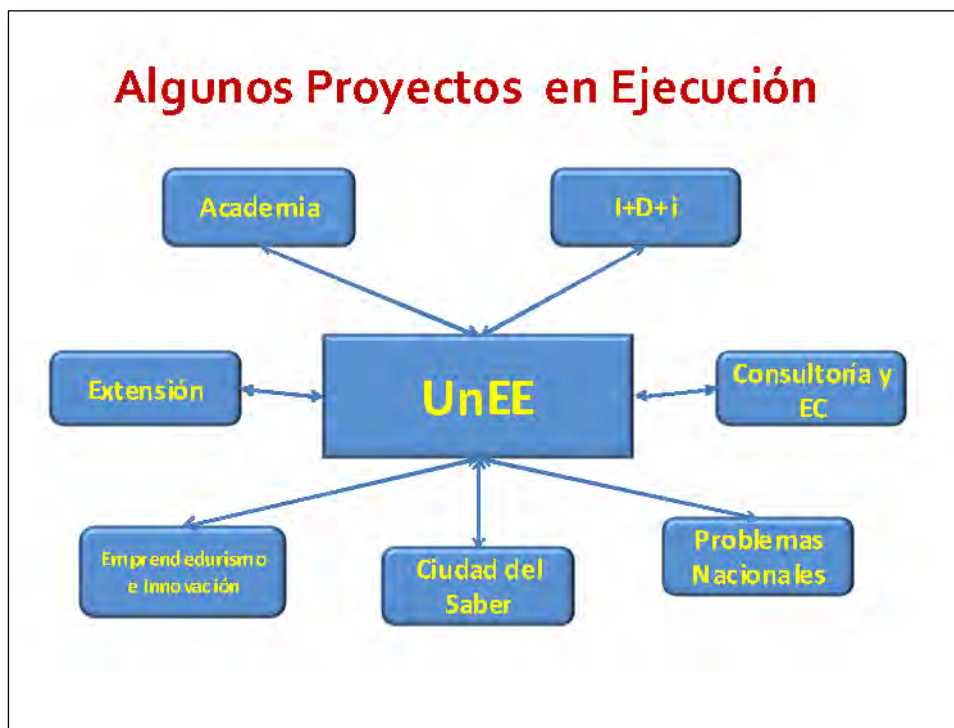 Algunos Proyectos en Ejecución
Academia
I+D+i
Extensión
UnEE
Consultoría y
EC
Emprendedurismo
e Innovación
Ciudad del
Saber
Problemas
Nacionales